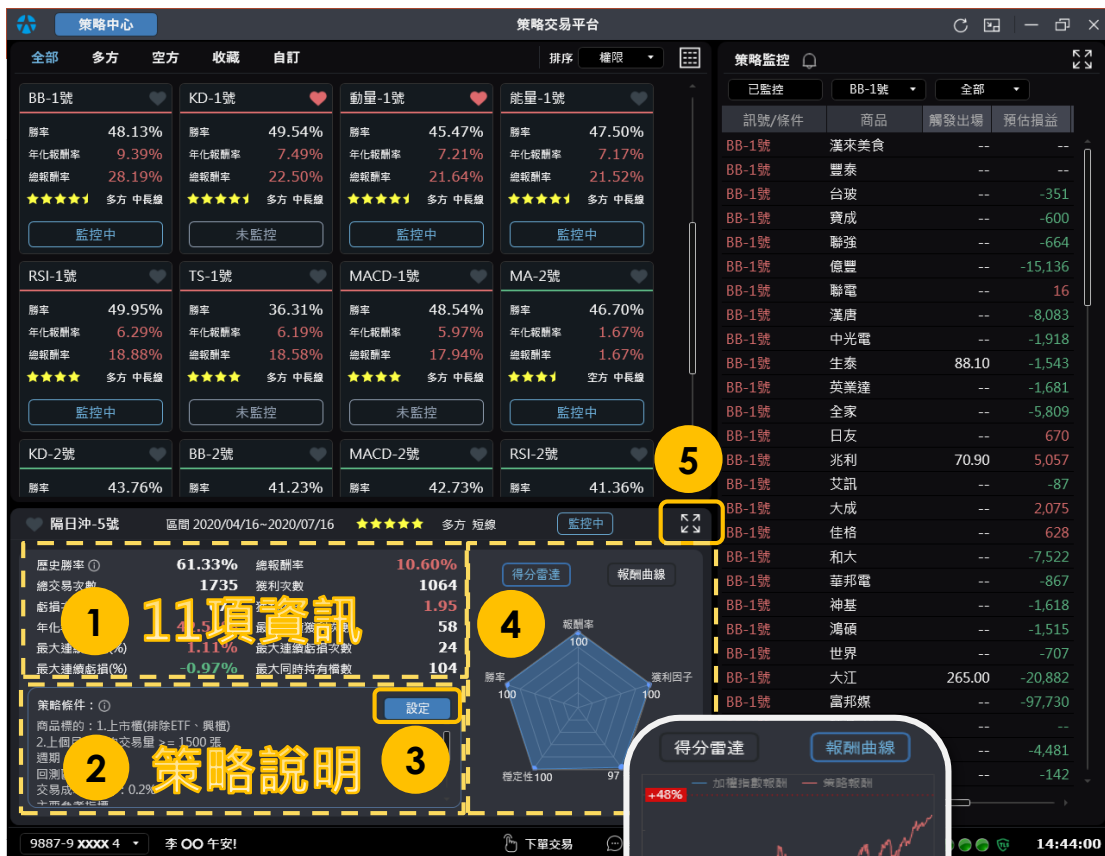 策略中心
策略交易平台
全部 多方 空方 收藏 自訂 排序 權限
BB-1號 KD-1號 動量-1號 能量-1號
勝率 48.13% 勝率 49.54% 勝率 45.47% 勝率 47.50%
年化報酬率 9.39% 年化報酬率 7.49% 年化報酬率 7.21% 年化報酬率 7.17%
總報酬率 28.19% 總報酬率 22.50% 總報酬率 21.64% 總報酬率 21.52%
多方 中長線 多方 中長線 多方 中長線 多方 中長線
監控中 未監控 監控中 監控中
RSI-1號 TS-1號 MACD-1號 MA-2號
勝率 49.95% 勝率 36.31% 勝率 48.54% 勝率 46.70%
年化報酬率 6.29% 年化報酬率 6.19% 年化報酬率 5.97% 年化報酬率 1.67%
總報酬率 18.88% 總報酬率 18.58% 總報酬率 17.94% 總報酬率 1.67%
多方 中長線 多方 中長線 多方 中長線 空方 中長線
監控中 未監控 未監控 監控中
KD-2號 BB-2號 MACD-2號 RSI-2號
勝率 43.76% 勝率 41.23% 勝率 42.73% 勝率 41.36%
5
隔日沖-5號 區間 2020/04/16~2020/07/16 多方 短線 監控中
歷史勝率 61.33% 總報酬率 10.60%
總交易次數 1735 獲利次數 1064
1.95
58
1.11% 最大連續虧損次數 24
最大連續虧損(%) -0.97% 最大同時持有檔數 104
1 11項資訊
策略條件：
設定
商品標的：1.上市櫃(排除ETF、興櫃)
交易量 >= 1500 張
週期
0.2%
2 策略說明 3
得分雷達 報酬曲線
4
報酬率
100
勝率
100
獲利因子
100
穩定性100
97
得分雷達 報酬曲線
加權指數報酬 策略報酬
+48%
策略監控
已監控 BB-1號 全部
訊號/條件 商品 觸發出場 預估損益
BB-1號 漢來美食 -- --
BB-1號 豐泰 -- --
BB-1號 台玻 -- -351
BB-1號 寶成 -- -600
BB-1號 聯強 -- -664
BB-1號 億豐 -- -15,136
BB-1號 聯電 -- 16
BB-1號 漢唐 -- -8,083
BB-1號 中光電 -- -1,918
BB-1號 生泰 88.10 -1,543
BB-1號 英業達 -- -1,681
BB-1號 全家 -- -5,809
BB-1號 日友 -- 670
BB-1號 兆利 70.90 5,057
BB-1號 艾訊 -- -87
BB-1號 大成 -- 2,075
BB-1號 佳格 -- 628
BB-1號 和大 -- -7,522
BB-1號 華邦電 -- -867
BB-1號 神基 -- -1,618
BB-1號 鴻碩 -- -1,515
BB-1號 世界 -- -707
BB-1號 大江 265.00 -20,882
BB-1號 富邦媒 -- -97,730
-- --
-- -4,481
-- -142
9887-9 xxxx 4 李 OO 午安! 下單交易 14:44:00